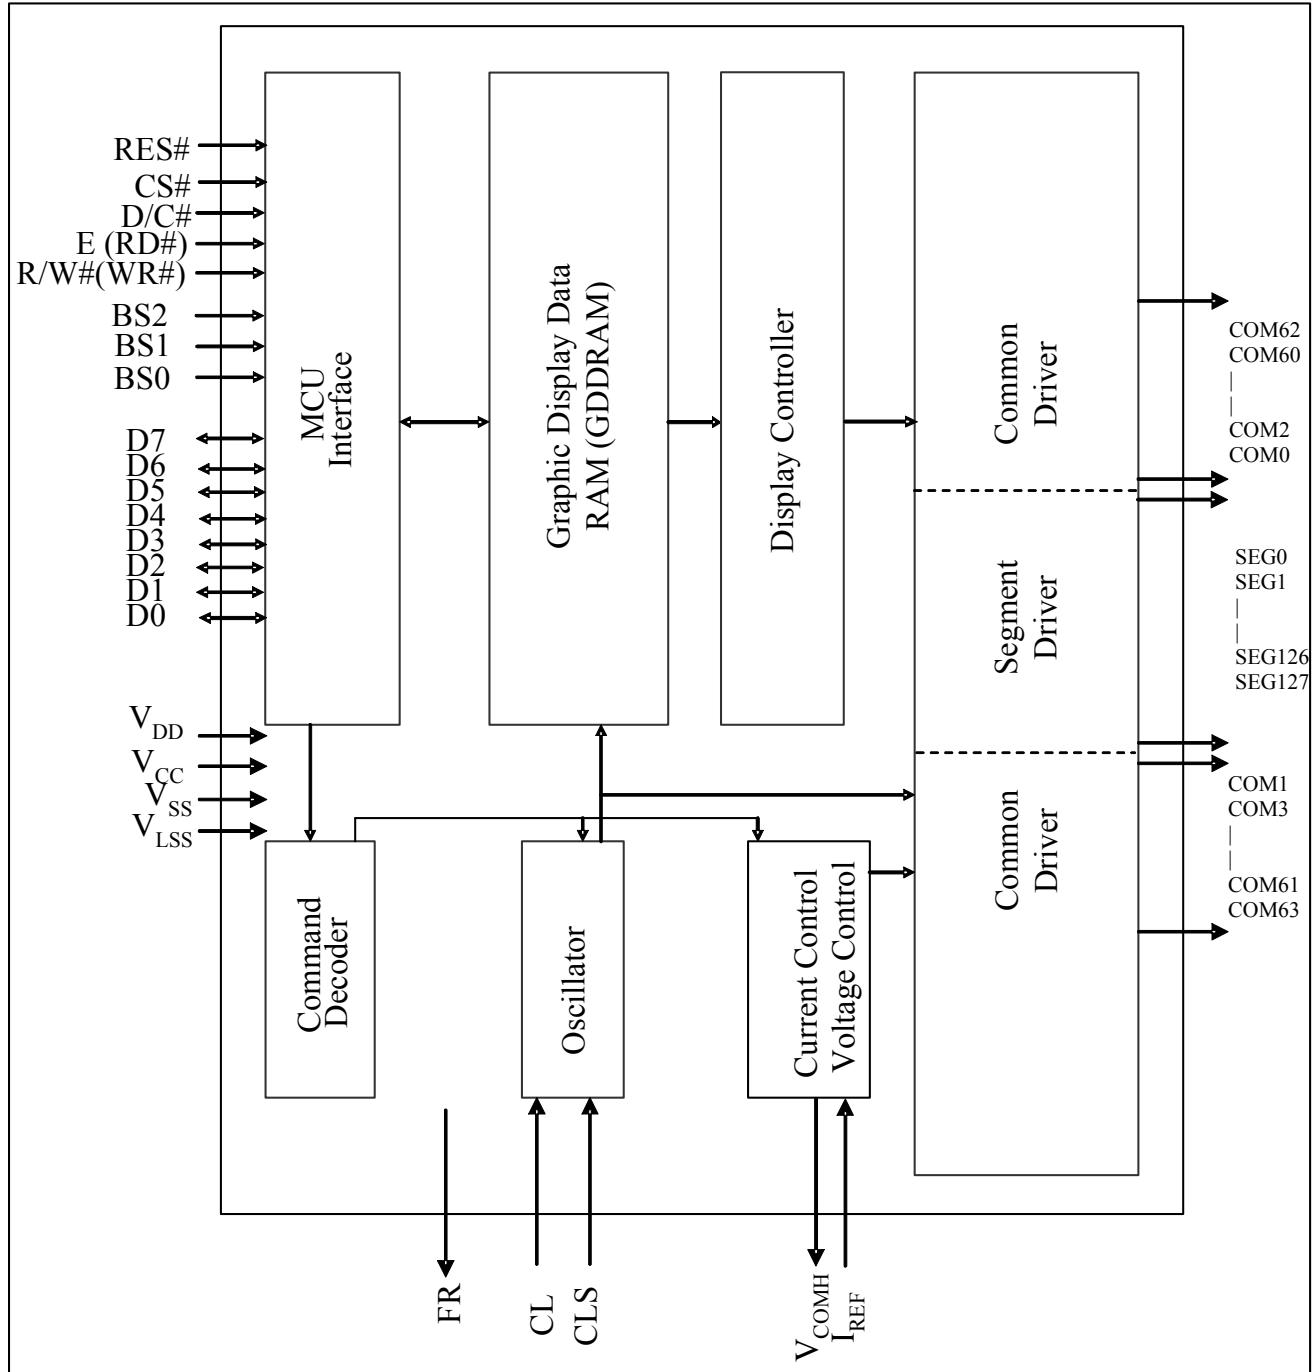 RES#
CS#
D/C#
E (RD#)
R/W#(WR#)
BS2
BS1
BS0
D7
D6
D5
D4
D3
D2
D1
D0
VDD
VCC
VSS
VLSS
MCU
Interface
Graphic Display Data
RAM (GDDRAM)
Display Controller
Common
Driver
Segment
Driver
Common
Driver
COM62
COM60
|
|
COM2
COM0
SEG0
SEG1
|
|
SEG126
SEG127
COM1
COM3
|
|
COM61
COM63
Command
Decoder
Oscillator
Current Control
Voltage Control
FR
CL
CLS
VCOMH
IREF